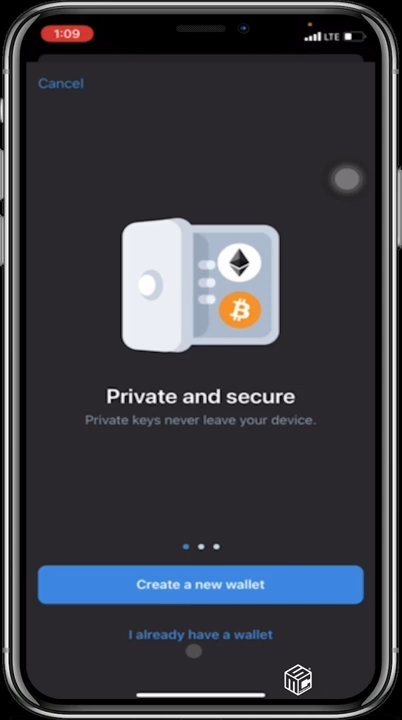 1:09
LTE
Cancel
Private and secure
Private keys never leave your device.
Create a new wallet
I already have a wallet